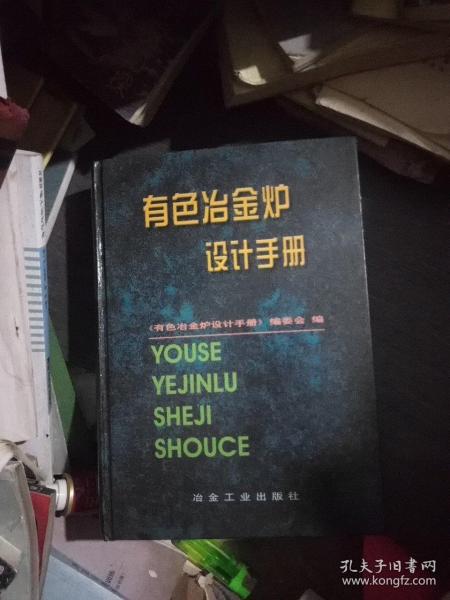 有色冶金炉
设计手册
《有色冶金炉设计手册》 编委会 编
YOUSE
YEJINLU
SHEJI
SHOUCE
冶金工业出版社
孔夫子旧书网
www.kongfz.com